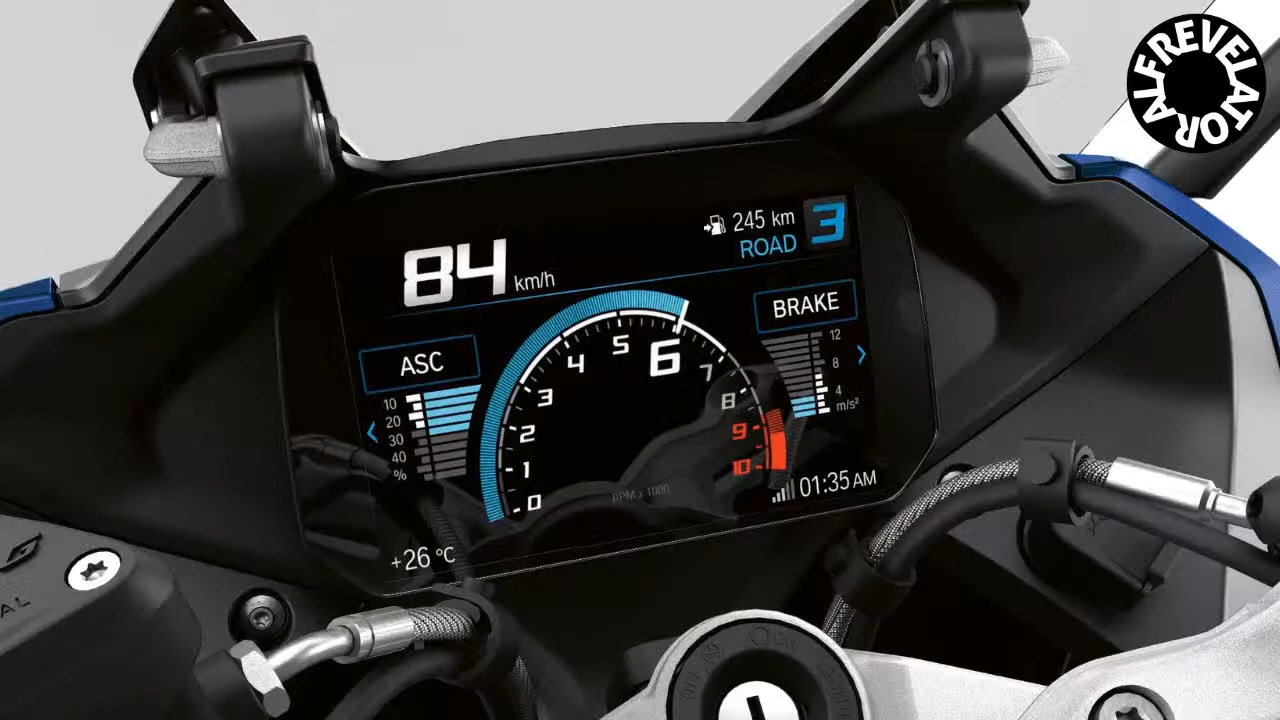 ALFREVELATOR
245 km
3
ROAD
84 km/h
BRAKE
12
8
4
m/s²
ASC
10
20
30
40
%
0
1
2
3
4
5
6
7
8
9
10
RPM x 1000
01:35 AM
+26 °C